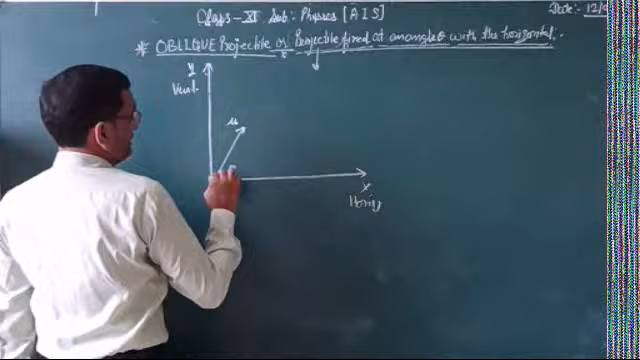 Class - XI Sub: Physics [A I S]
Date:- 12/
* OBLIQUE Projectile or Projectile fired at an angle θ with the horizontal.
y
Vert.
u
X
Horiz